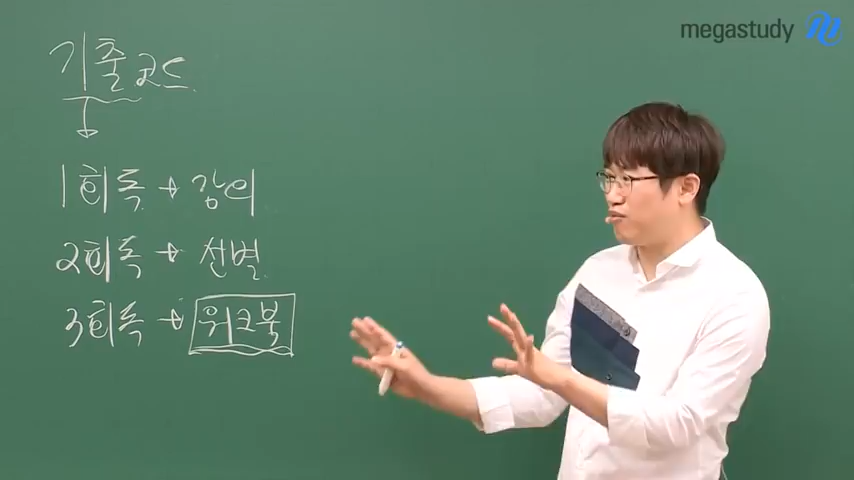 megastudy
기출코드.
1회독 → 강의
2회독 → 선별.
3회독 → 워크북